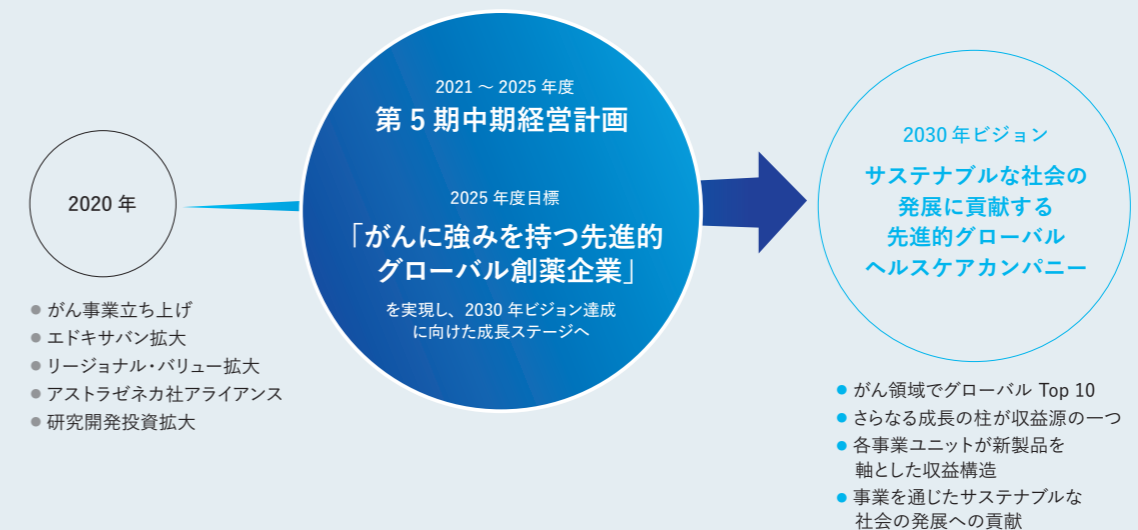 2020 年
● がん事業立ち上げ
● エドキサバン拡大
● リージョナル・バリュー拡大
● アストラゼネカ社アライアンス
● 研究開発投資拡大
2021 ～ 2025 年度
第 5 期中期経営計画
2025 年度目標
「がんに強みを持つ先進的
グローバル創薬企業」
を実現し、2030 年ビジョン達成
に向けた成長ステージへ
2030 年ビジョン
サステナブルな社会の
発展に貢献する
先進的グローバル
ヘルスケアカンパニー
● がん領域でグローバル Top 10
● さらなる成長の柱が収益源の一つ
● 各事業ユニットが新製品を
軸とした収益構造
● 事業を通じたサステナブルな
社会の発展への貢献